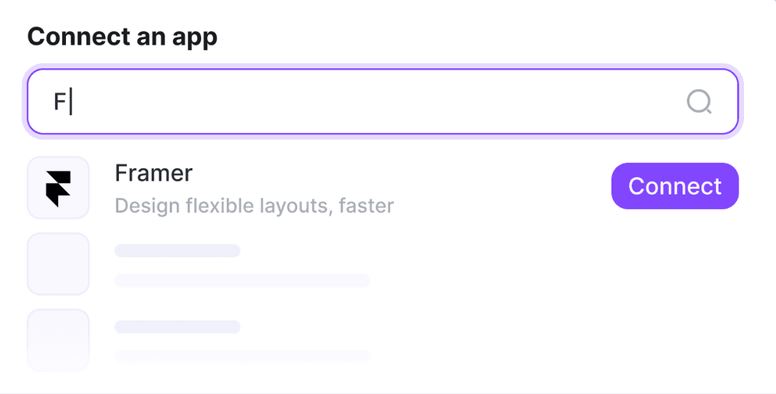 Connect an app
F
Framer
Connect
Design flexible layouts, faster